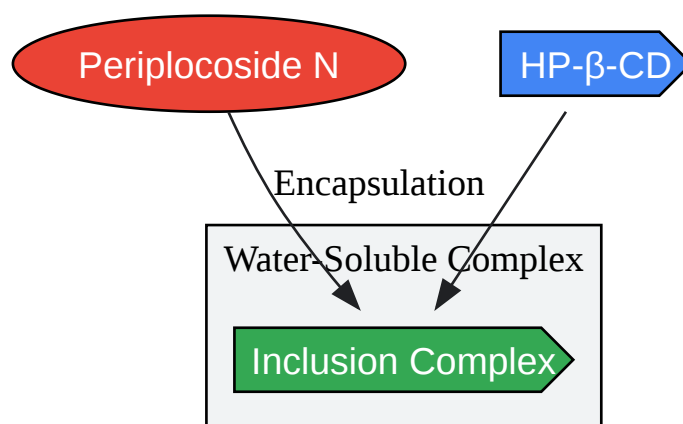 Periplocoside N
HP-β-CD
Encapsulation
Water-Soluble Complex
Inclusion Complex